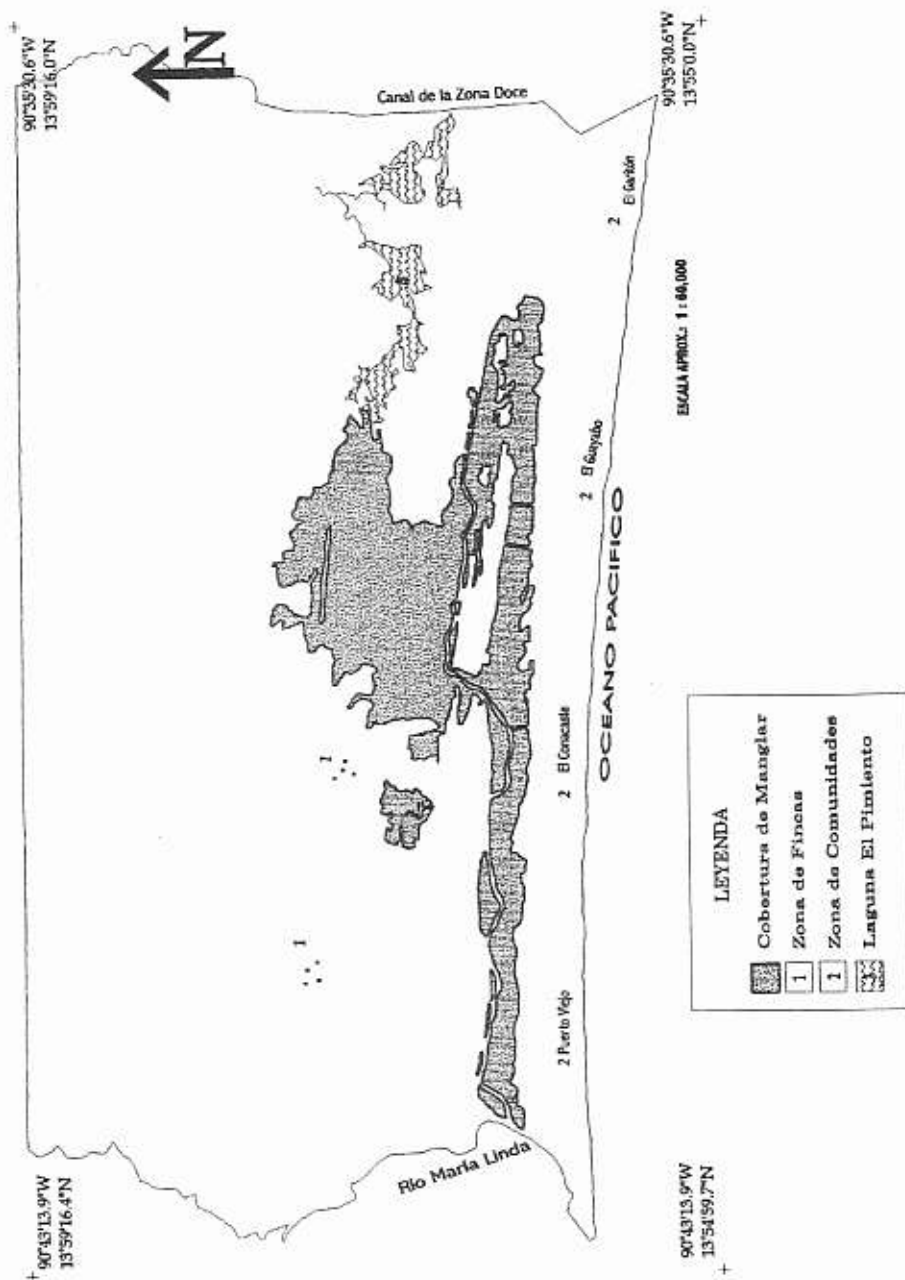 90°43'13.9"W
13°59'16.4"N
90°35'30.6"W
13°59'16.0"N
N
Canal de la Zona Doce
1
1
Río María Linda
2 Puerto Viejo
2 El Conacaste
2 El Guayabo
2 El Garitón
OCEANO PACIFICO
90°43'13.9"W
13°54'59.7"N
90°35'30.6"W
13°55'0.0"N
ESCALA APROX.: 1 : 60,000
LEYENDA
Cobertura de Manglar
1 Zona de Fincas
2 Zona de Comunidades
Laguna El Pimiento